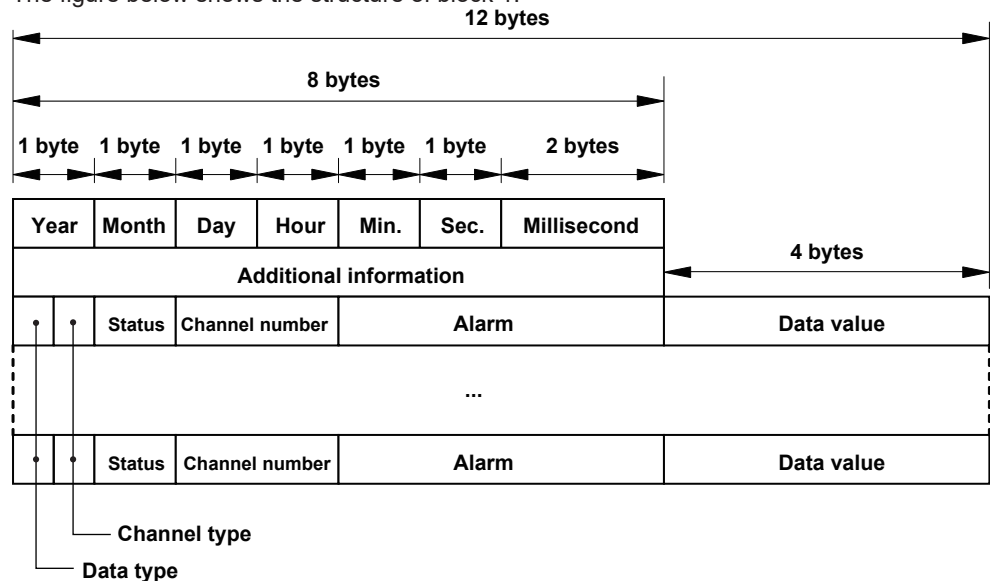 The figure below shows the structure of block
12 bytes
8 bytes
1 byte 1 byte 1 byte 1 byte 1 byte 1 byte 2 bytes
Year Month Day Hour Min. Sec. Millisecond
4 bytes
Additional information
Status Channel number Alarm Data value
...
Status Channel number Alarm Data value
Channel type
Data type